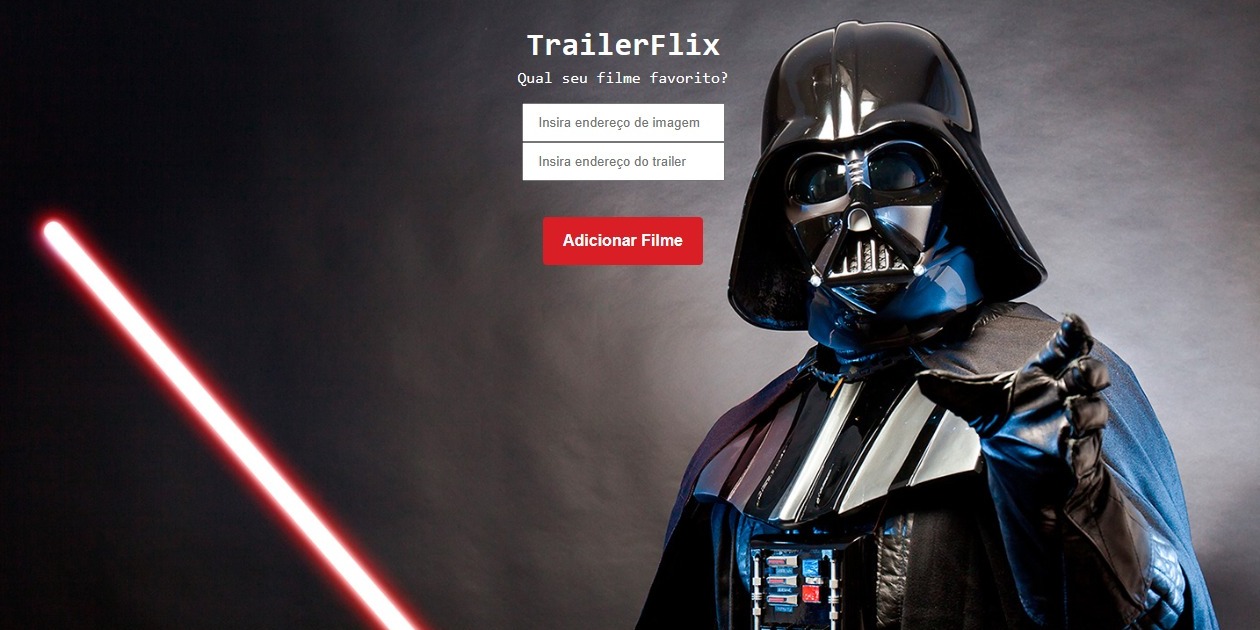 TrailerFlix
Qual seu filme favorito?
Insira endereço de imagem
Insira endereço do trailer
Adicionar Filme